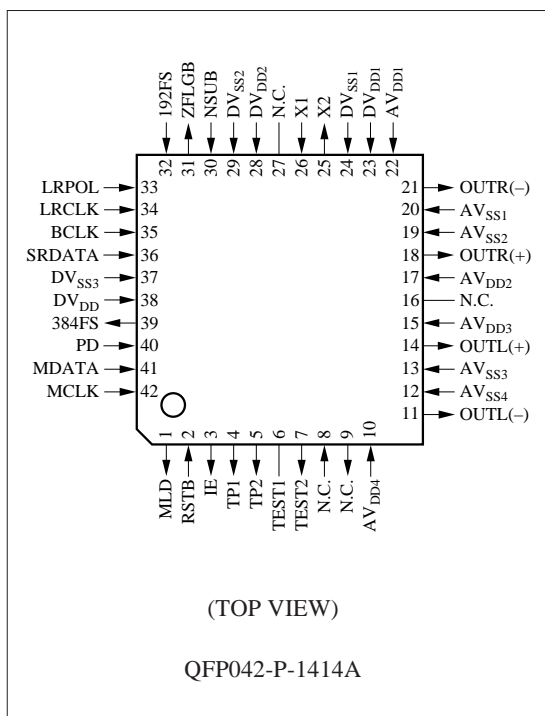 192FS
ZFLGB
NSUB
DVSS2
DVDD2
N.C.
X1
X2
DVSS1
DVDD1
AVDD1
32
31
30
29
28
27
26
25
24
23
22
LRPOL 33
LRCLK 34
BCLK 35
SRDATA 36
DVSS3 37
DVDD 38
384FS 39
PD 40
MDATA 41
MCLK 42
21 OUTR(–)
20 AVSS1
19 AVSS2
18 OUTR(+)
17 AVDD2
16 N.C.
15 AVDD3
14 OUTL(+)
13 AVSS3
12 AVSS4
11 OUTL(–)
1
2
3
4
5
6
7
8
9
10
MLD
RSTB
IE
TP1
TP2
TEST1
TEST2
N.C.
N.C.
AVDD4
(TOP VIEW)
QFP042-P-1414A